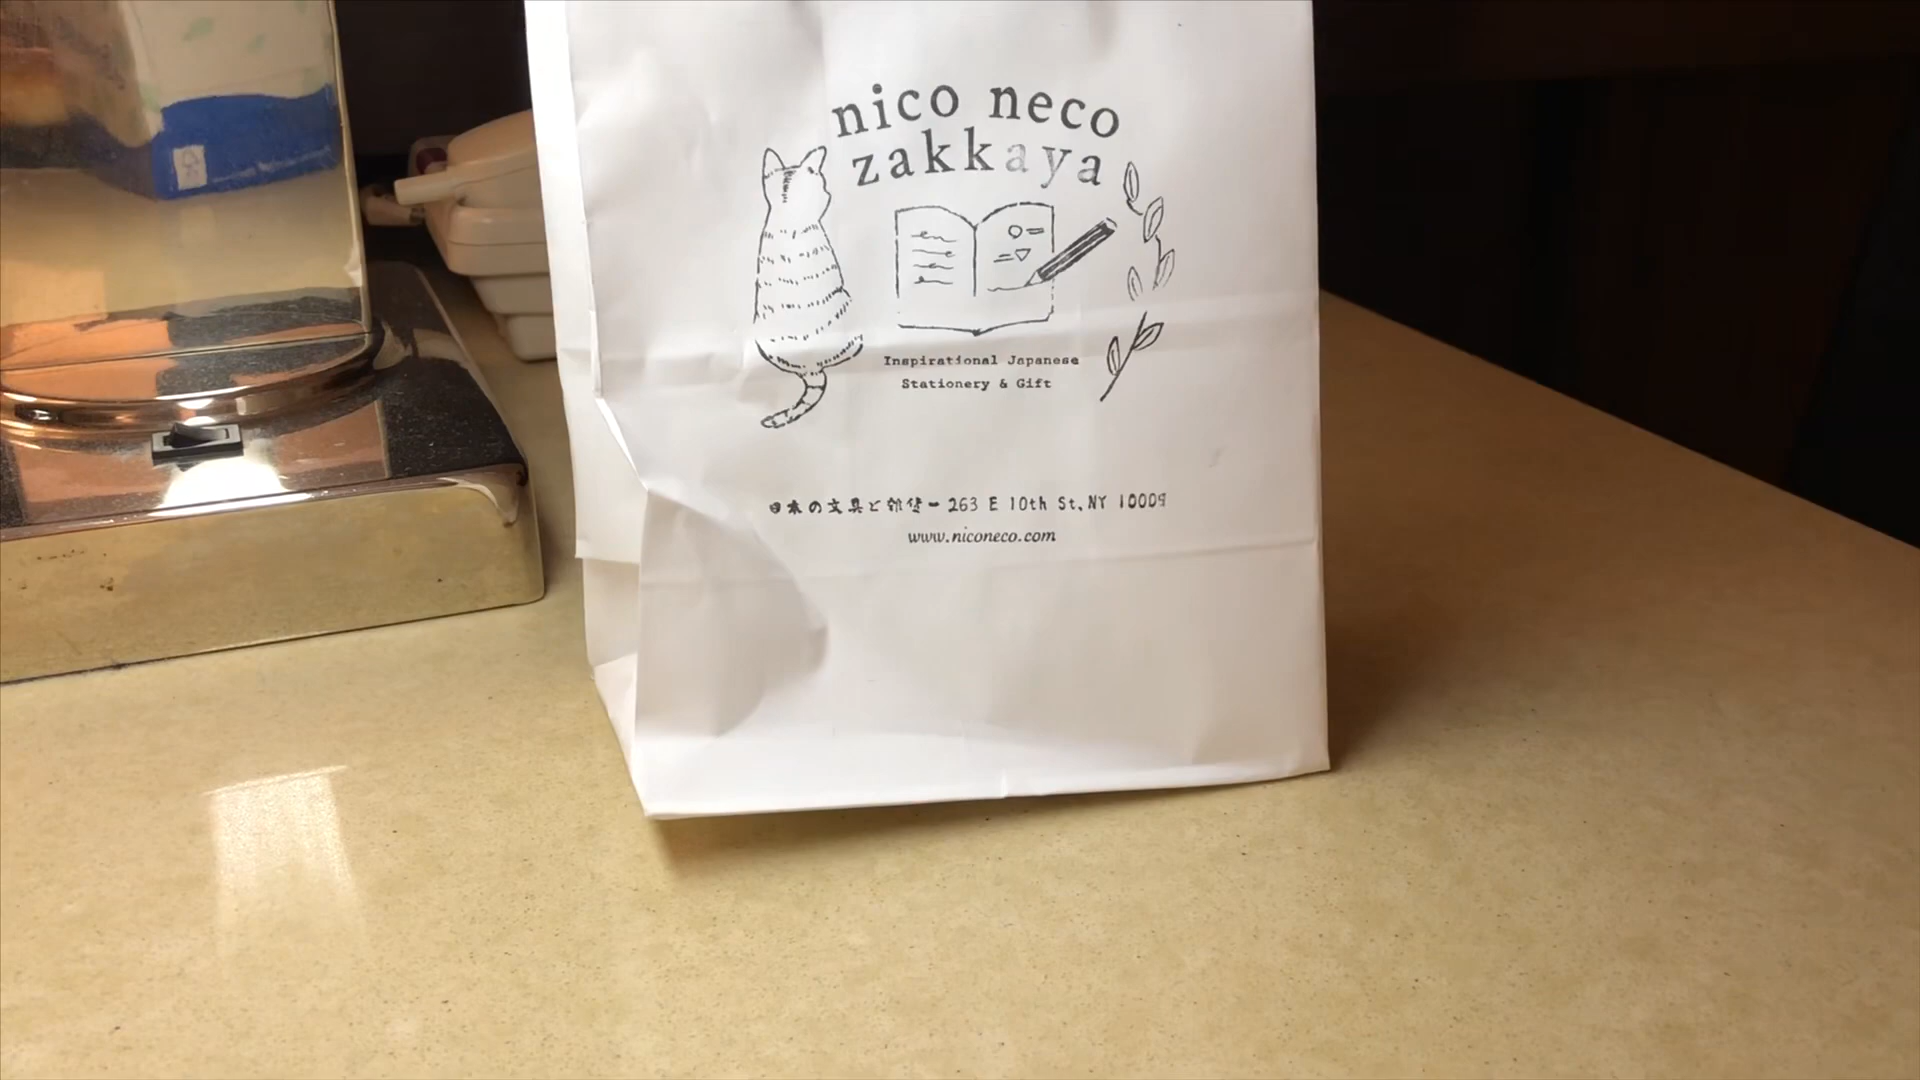 nico neco
zakkaya
Inspirational Japanese
Stationery & Gift
日本の文具と雑貨ー263 E 10th St, NY 10009
www.niconeco.com